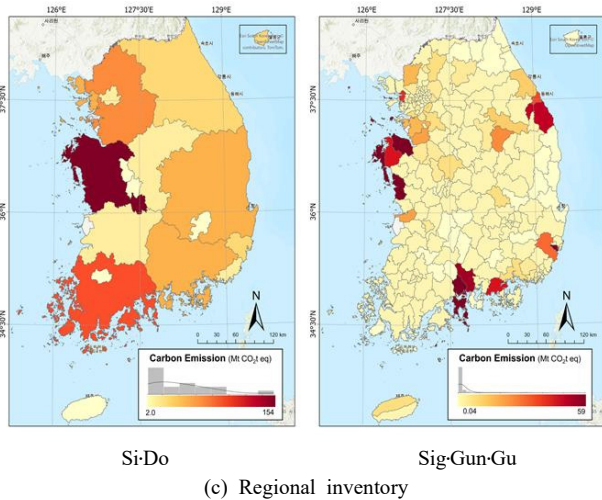 126°E
127°30'E
129°E
37°30'N
36°N
34°30'N
N
0 30 60 120 km
Carbon Emission (Mt CO₂t eq)
2.0
154
126°E
127°30'E
129°E
37°30'N
36°N
34°30'N
N
0 30 60 120 km
Carbon Emission (Mt CO₂t eq)
0.04
59
Si·Do
Sig·Gun·Gu
(c) Regional inventory